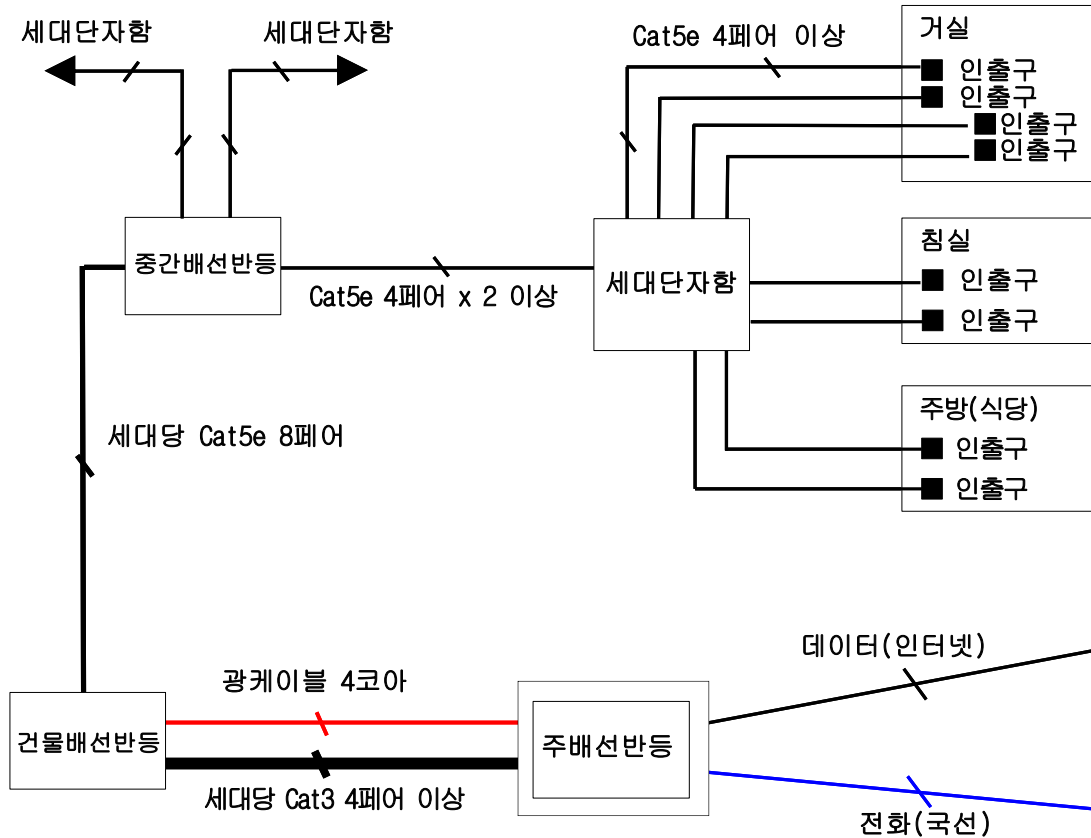 세대단자함
세대단자함
Cat5e 4페어 이상
거실
인출구
인출구
인출구
인출구
중간배선반등
Cat5e 4페어 x 2 이상
세대단자함
침실
인출구
인출구
주방(식당)
인출구
인출구
세대당 Cat5e 8페어
데이터(인터넷)
광케이블 4코아
건물배선반등
주배선반등
세대당 Cat3 4페어 이상
전화(국선)